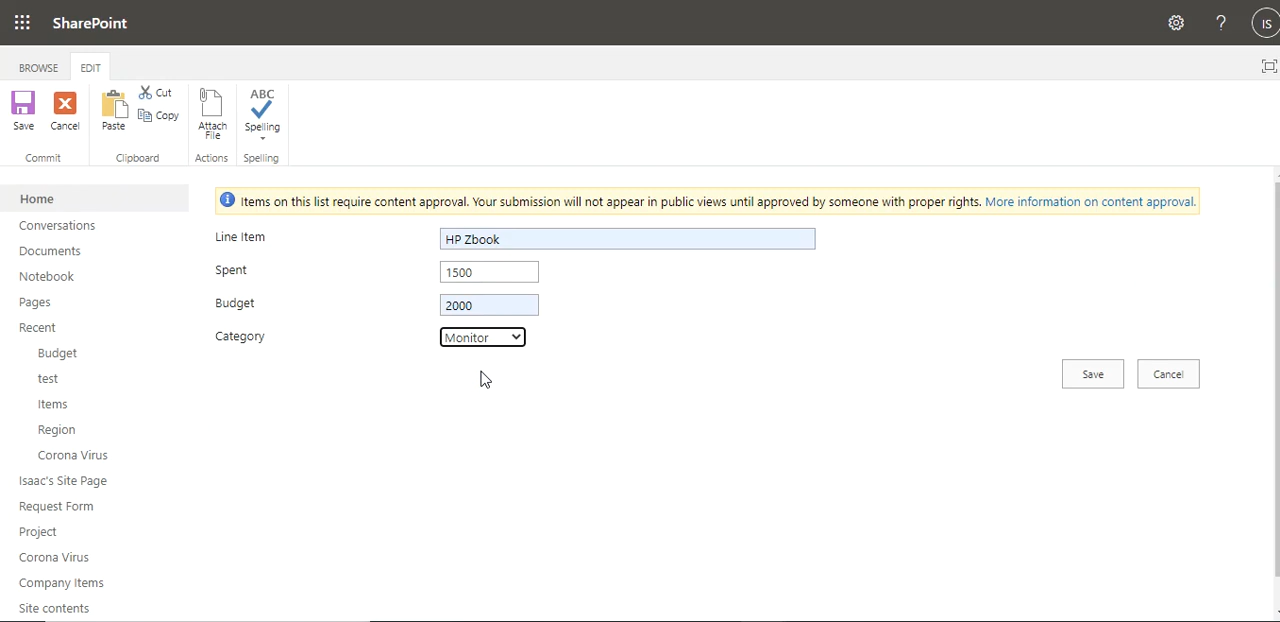 SharePoint
?
IS
BROWSE
EDIT
Save
Cancel
Commit
Paste
Cut
Copy
Clipboard
Attach
File
Actions
ABC
Spelling
Spelling
Home
Conversations
Documents
Notebook
Pages
Recent
Budget
test
Items
Region
Corona Virus
Isaac's Site Page
Request Form
Project
Corona Virus
Company Items
Site contents
i Items on this list require content approval. Your submission will not appear in public views until approved by someone with proper rights. More information on content approval.
Line Item HP Zbook
Spent 1500
Budget 2000
Category Monitor
Save Cancel